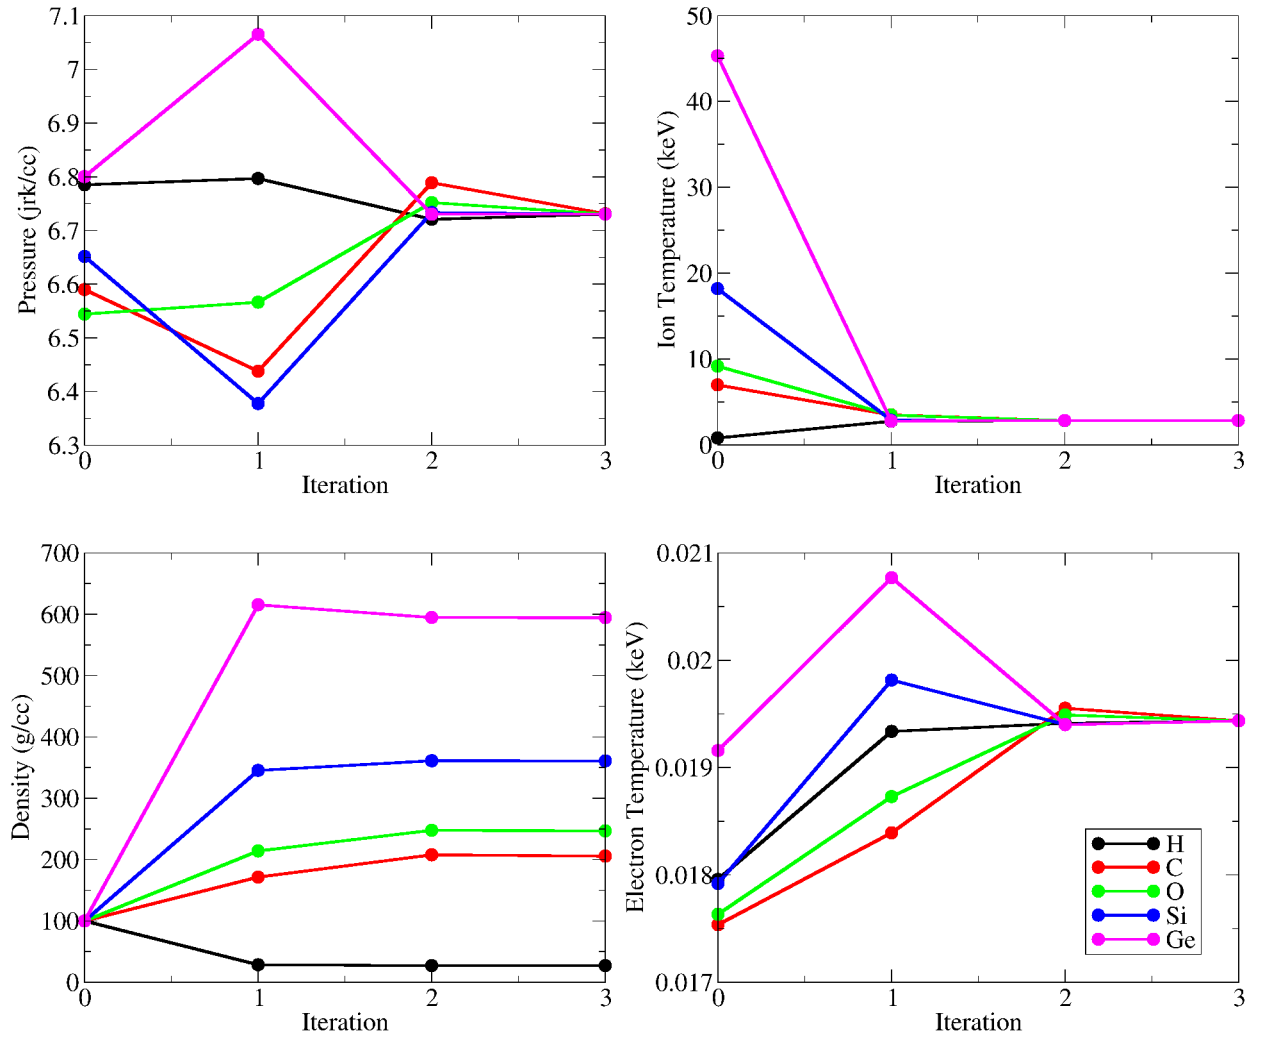 7.1
7
6.9
6.8
6.7
6.6
6.5
6.4
6.3
Pressure (jrk/cc)
0 1 2 3
Iteration
50
40
30
20
10
0
Ion Temperature (keV)
0 1 2 3
Iteration
700
600
500
400
300
200
100
0
Density (g/cc)
0 1 2 3
Iteration
0.021
0.02
0.019
0.018
0.017
Electron Temperature (keV)
0 1 2 3
Iteration
H
C
O
Si
Ge